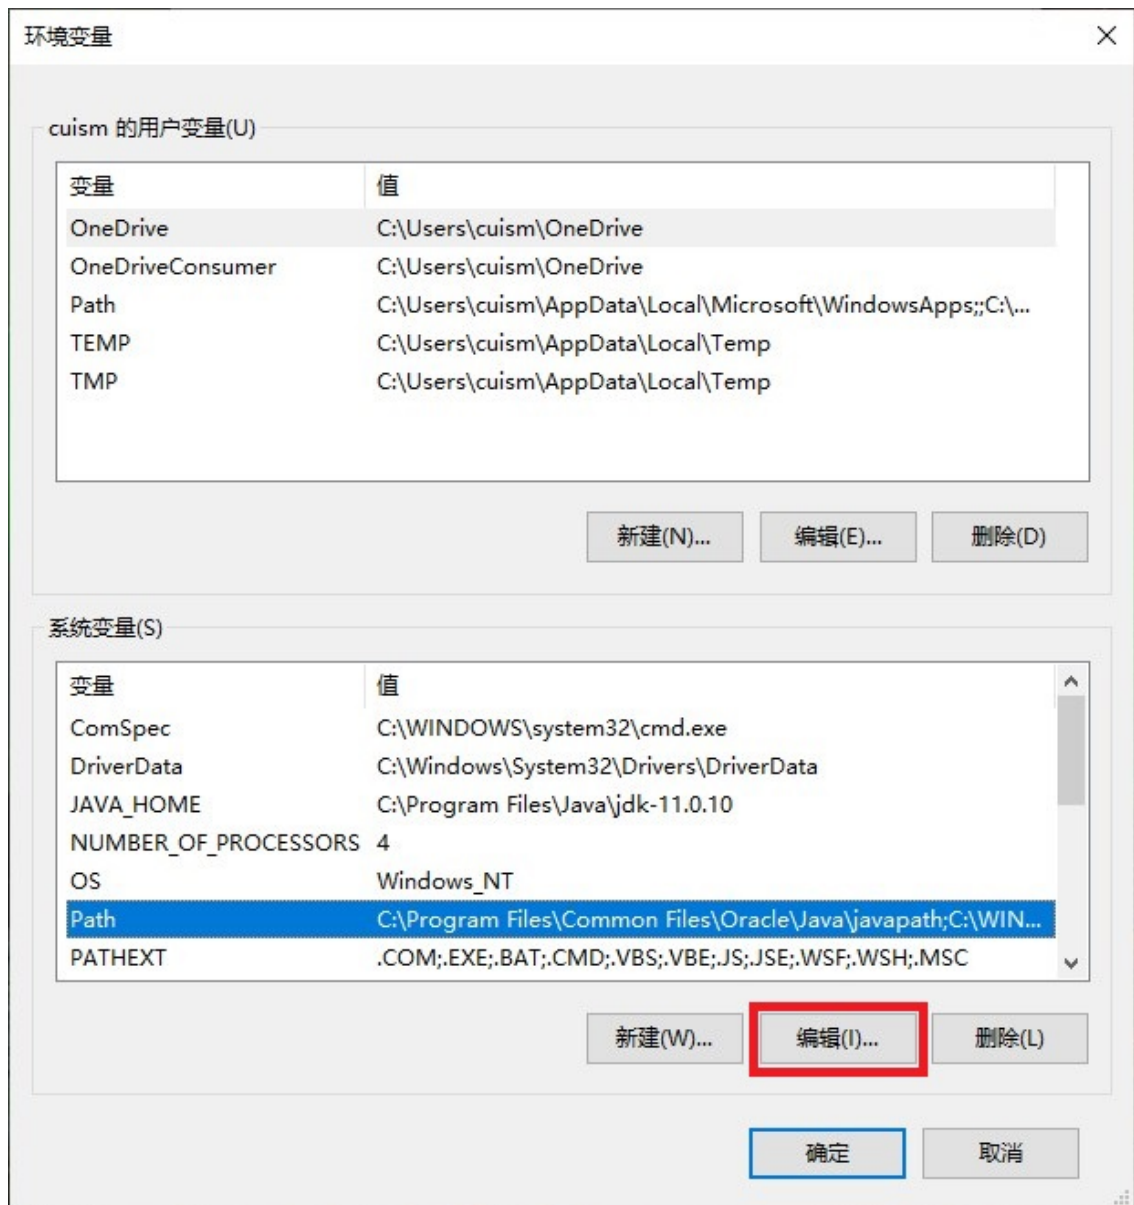 环境变量
cuism 的用户变量(U)
变量 值
OneDrive C:\Users\cuism\OneDrive
OneDriveConsumer C:\Users\cuism\OneDrive
Path C:\Users\cuism\AppData\Local\Microsoft\WindowsApps;;C:\...
TEMP C:\Users\cuism\AppData\Local\Temp
TMP C:\Users\cuism\AppData\Local\Temp
新建(N)... 编辑(E)... 删除(D)
系统变量(S)
变量 值
ComSpec C:\WINDOWS\system32\cmd.exe
DriverData C:\Windows\System32\Drivers\DriverData
JAVA_HOME C:\Program Files\Java\jdk-11.0.10
NUMBER_OF_PROCESSORS 4
OS Windows_NT
Path C:\Program Files\Common Files\Oracle\Java\javapath;C:\WIN...
PATHEXT .COM;.EXE;.BAT;.CMD;.VBS;.VBE;.JS;.JSE;.WSF;.WSH;.MSC
新建(W)... 编辑(I)... 删除(L)
确定 取消